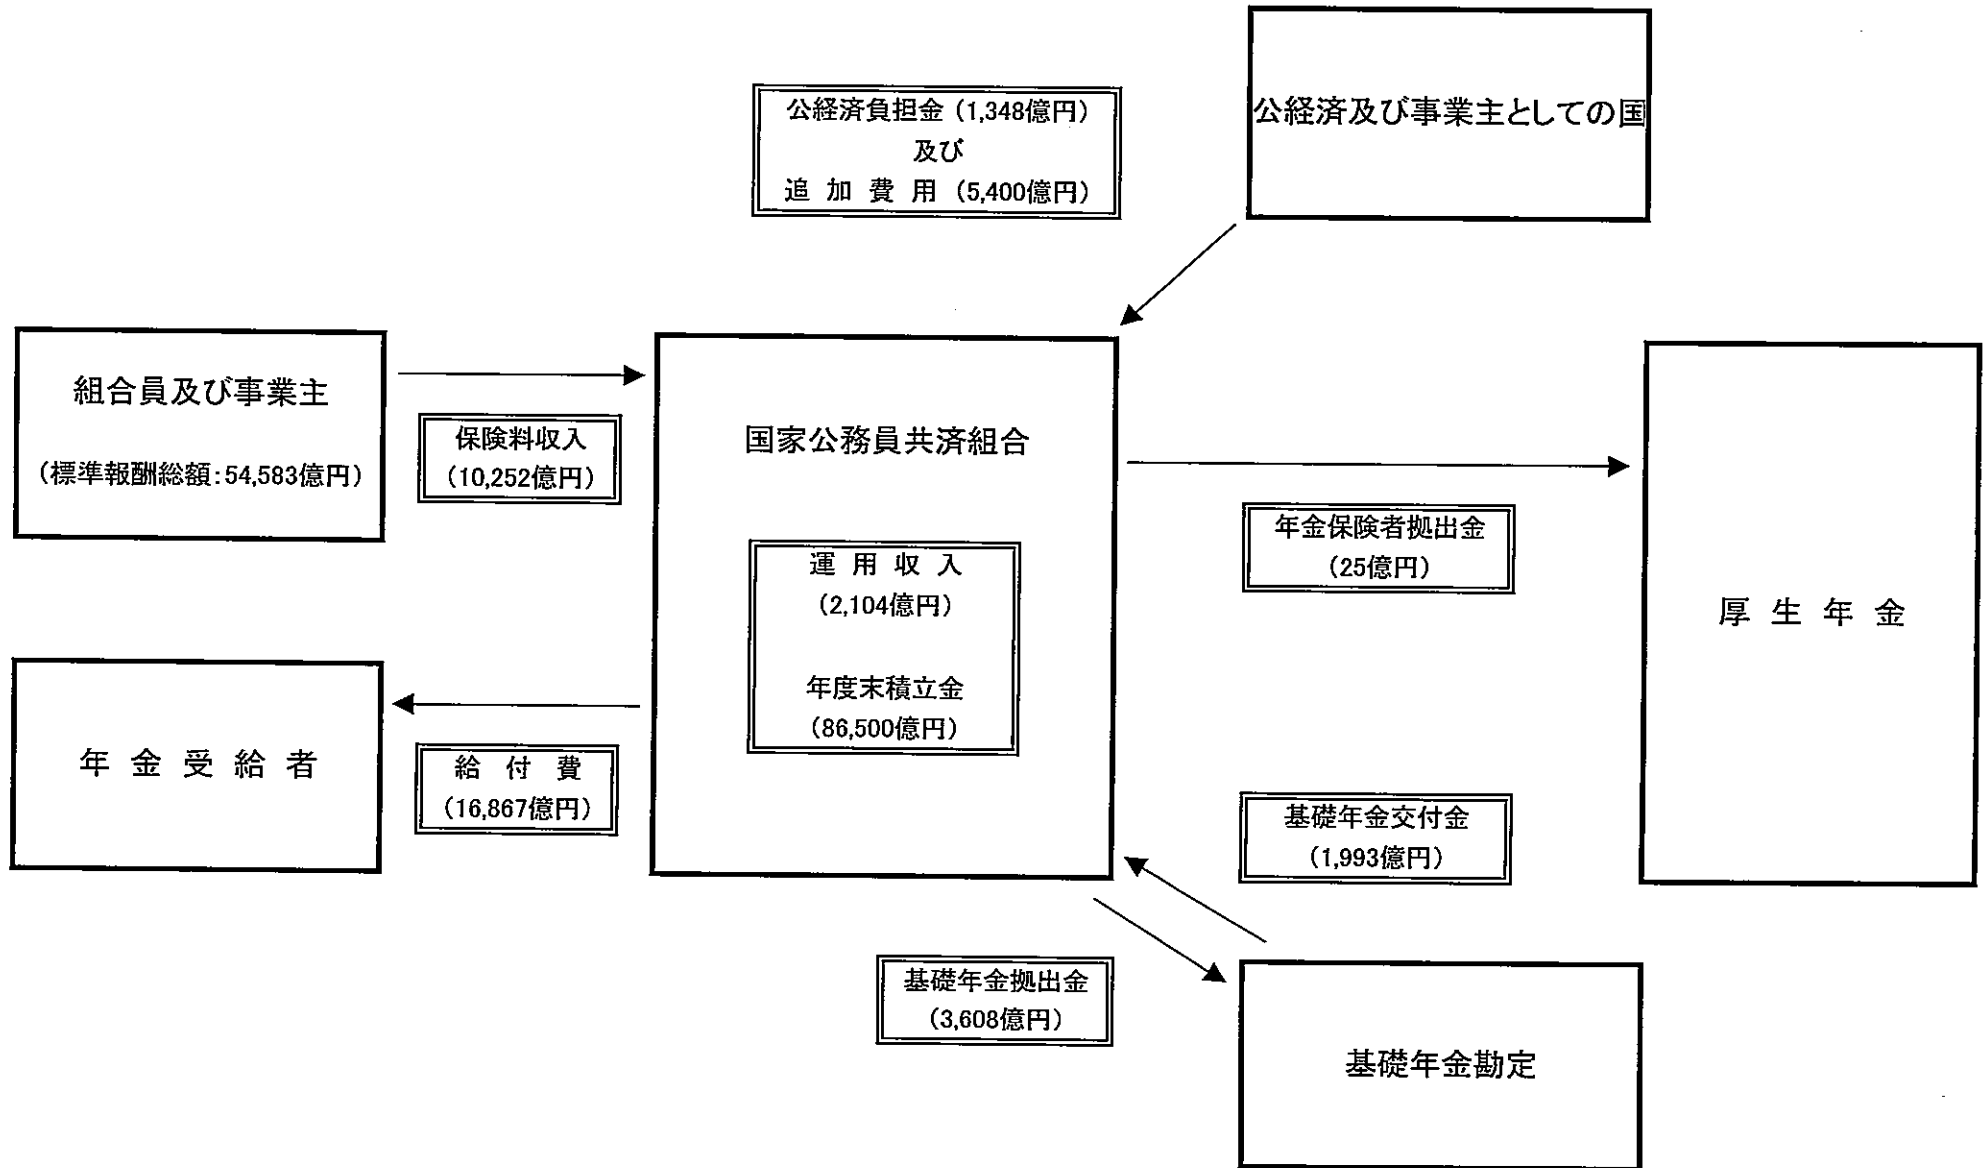 公経済及び事業主としての国
公経済負担金（1,348億円）
及び
追加費用（5,400億円）
組合員及び事業主
（標準報酬総額：54,583億円）
保険料収入
（10,252億円）
国家公務員共済組合
運用収入
（2,104億円）
年度末積立金
（86,500億円）
年金保険者拠出金
（25億円）
厚生年金
年金受給者
給付費
（16,867億円）
基礎年金交付金
（1,993億円）
基礎年金拠出金
（3,608億円）
基礎年金勘定